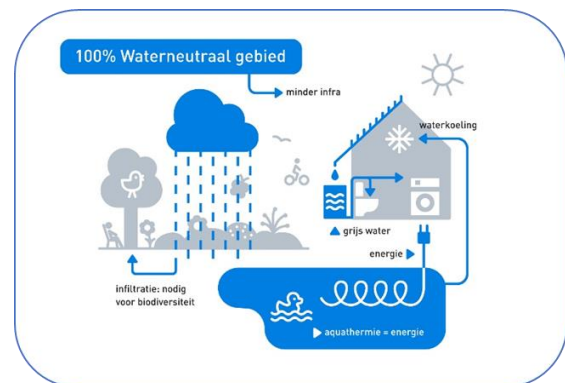 100% Waterneutraal gebied
minder infra
waterkoeling
grijs water
energie
infiltratie: nodig
voor biodiversiteit
aquathermie = energie